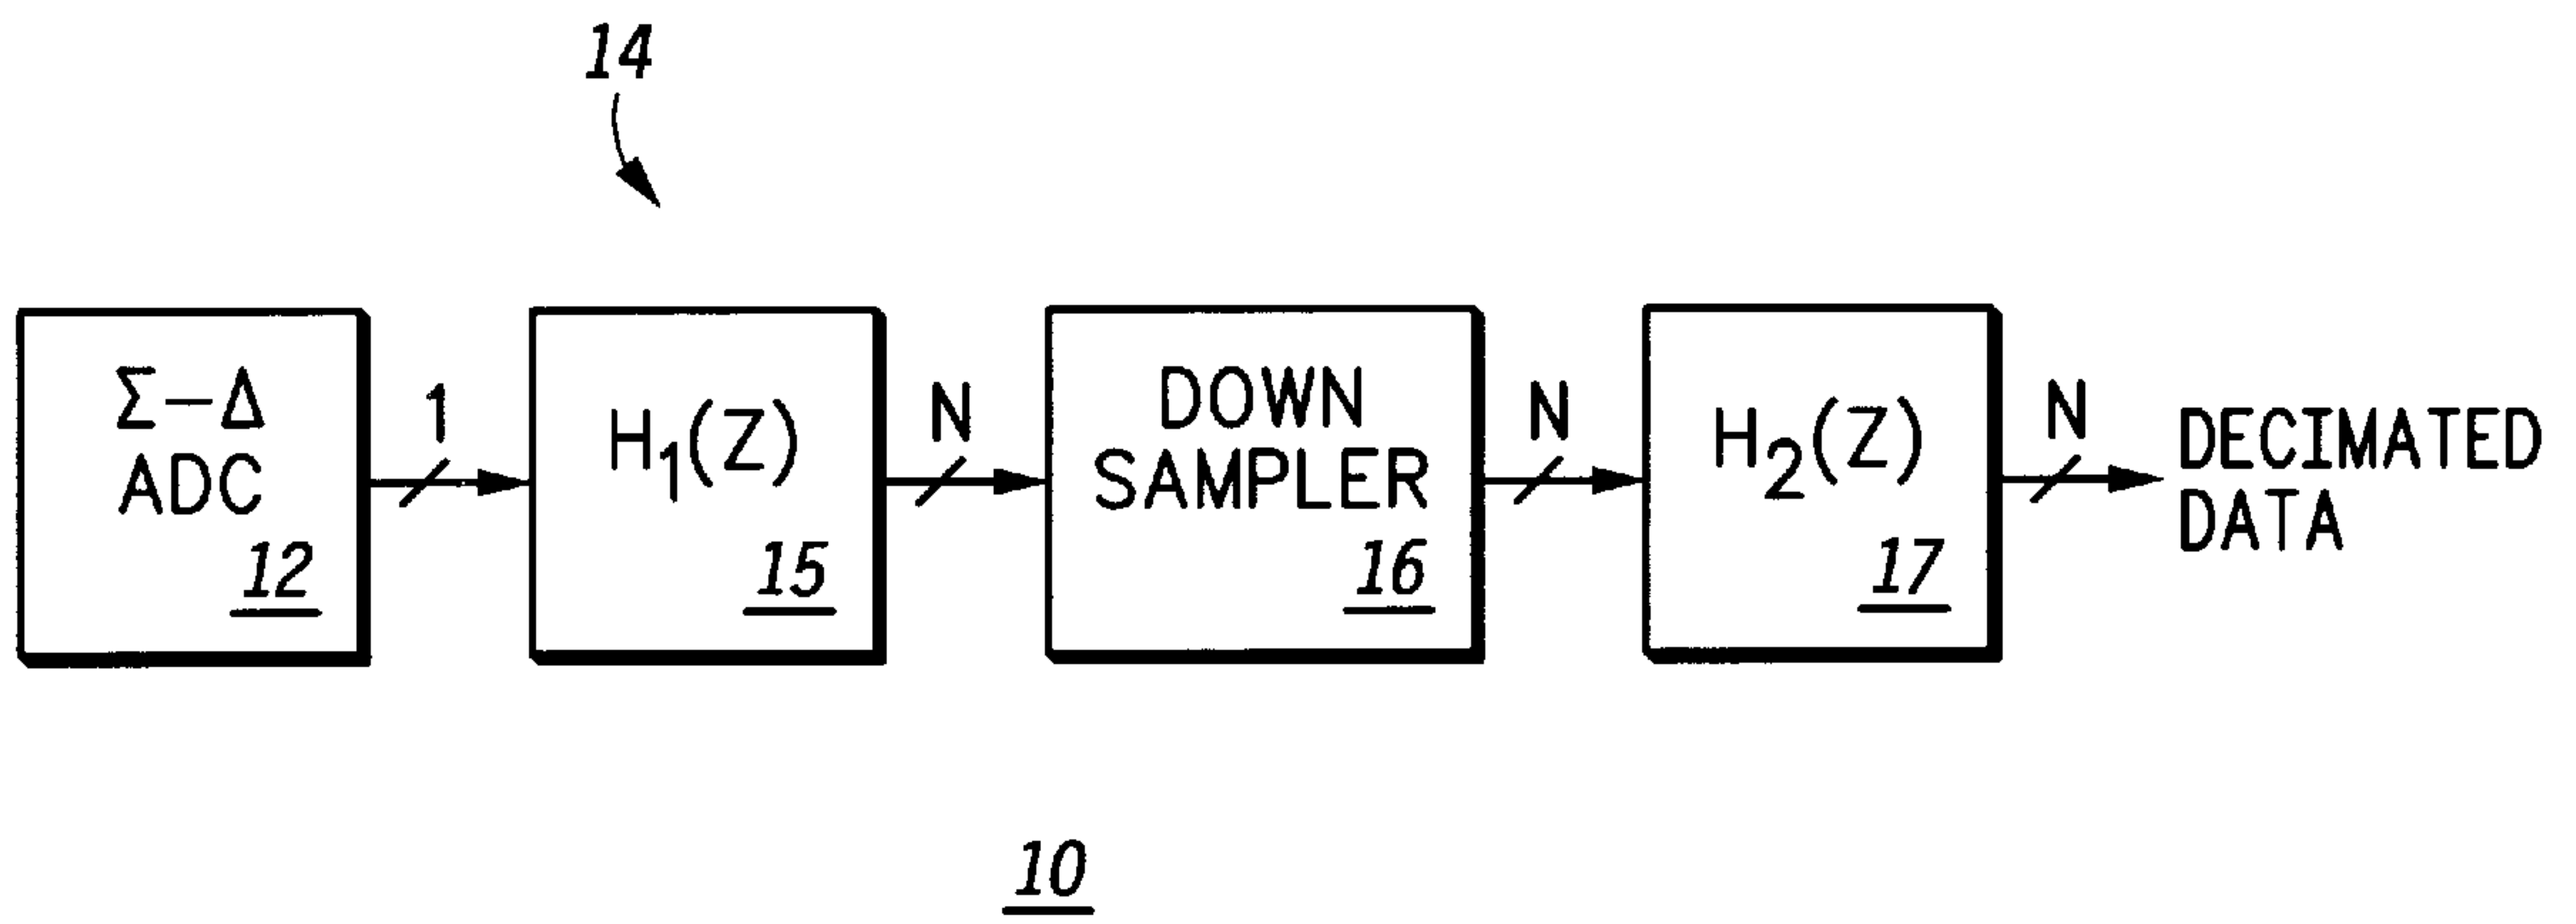 14
Σ–Δ
ADC
12
1
H₁(Z)
15
N
DOWN
SAMPLER
16
N
H₂(Z)
17
N
DECIMATED
DATA
10